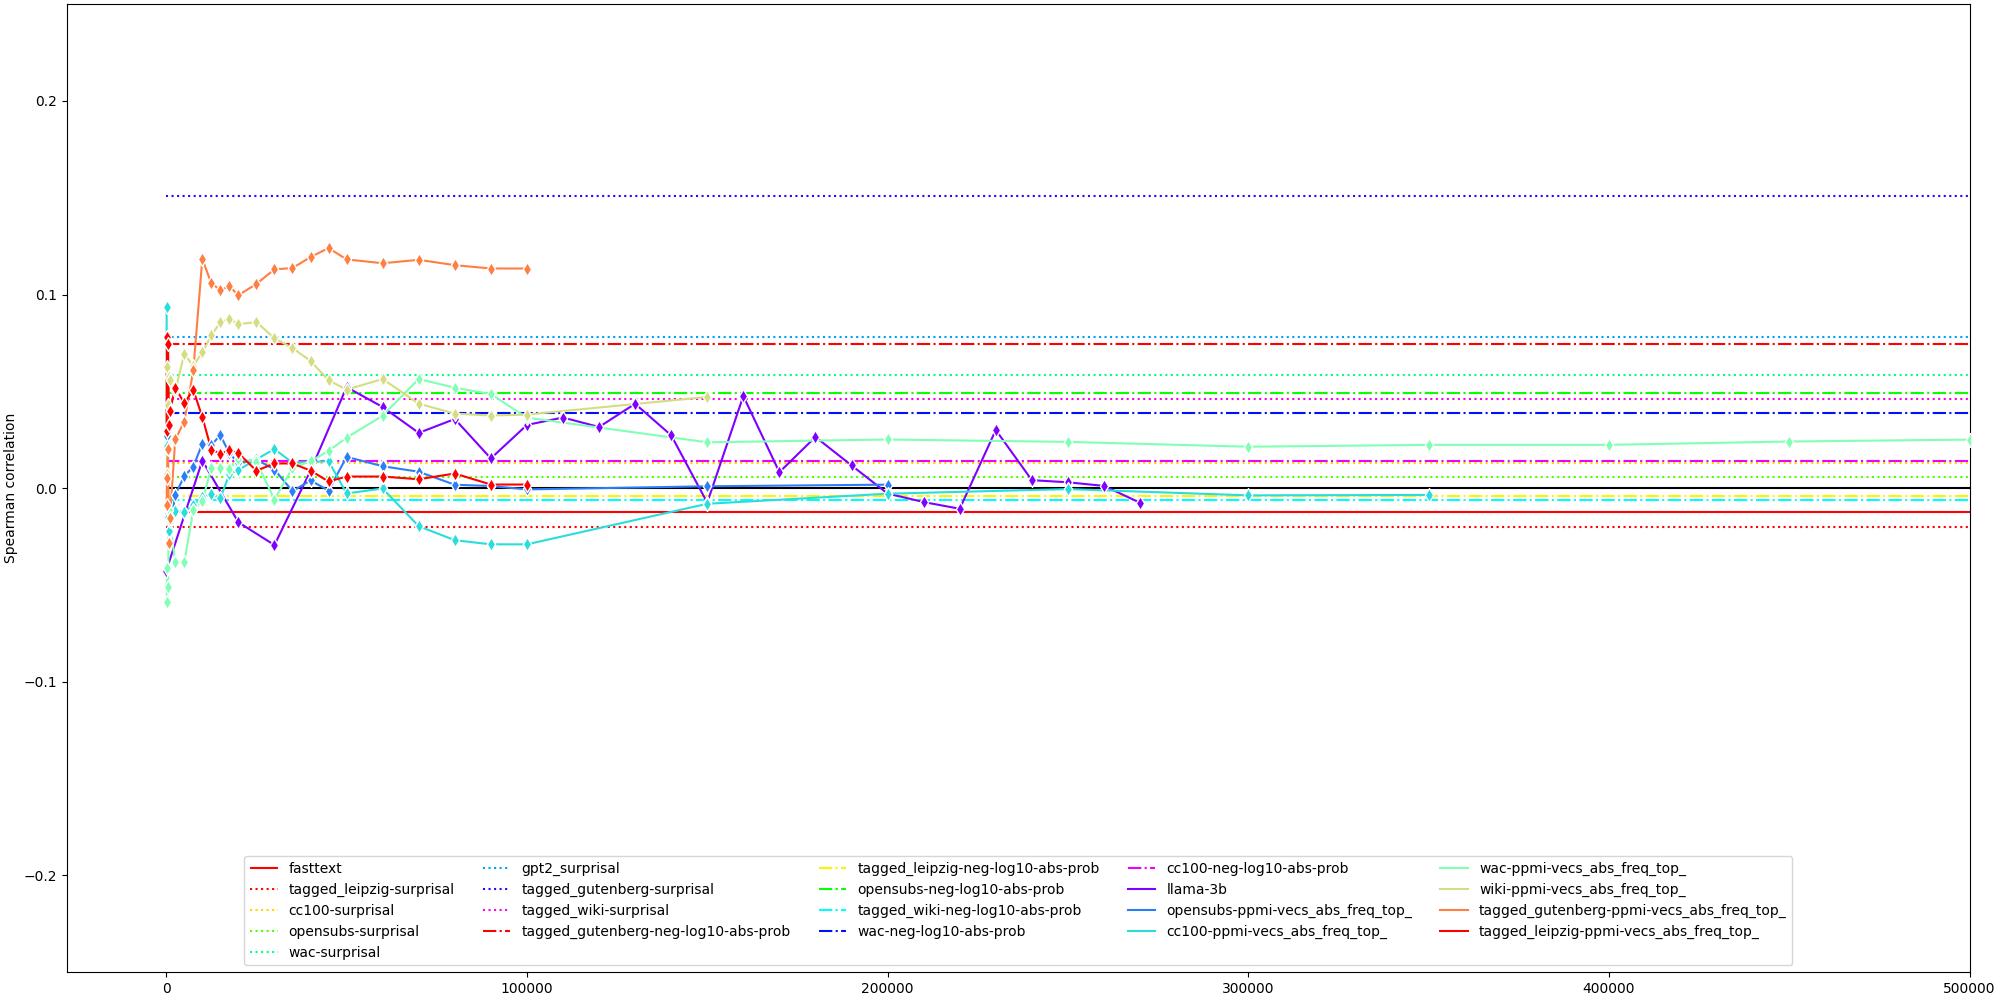 Spearman correlation
0.2
0.1
0.0
−0.1
−0.2
0
100000
200000
300000
400000
500000
fasttext
tagged_leipzig-surprisal
cc100-surprisal
opensubs-surprisal
wac-surprisal
gpt2_surprisal
tagged_gutenberg-surprisal
tagged_wiki-surprisal
tagged_gutenberg-neg-log10-abs-prob
tagged_leipzig-neg-log10-abs-prob
opensubs-neg-log10-abs-prob
tagged_wiki-neg-log10-abs-prob
wac-neg-log10-abs-prob
cc100-neg-log10-abs-prob
llama-3b
opensubs-ppmi-vecs_abs_freq_top_
cc100-ppmi-vecs_abs_freq_top_
wac-ppmi-vecs_abs_freq_top_
wiki-ppmi-vecs_abs_freq_top_
tagged_gutenberg-ppmi-vecs_abs_freq_top_
tagged_leipzig-ppmi-vecs_abs_freq_top_